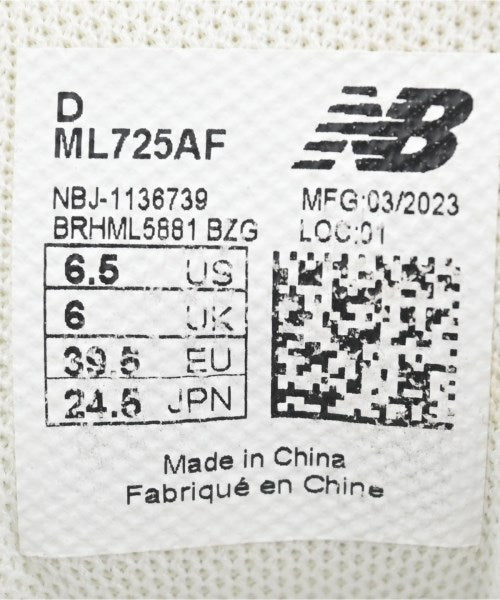 D
ML725AF
NB
NBJ-1136739
MFG:03/2023
BRHML5881 BZG
LOC:01
6.5 US
6 UK
39.5 EU
24.5 JPN
Made in China
Fabriqué en Chine